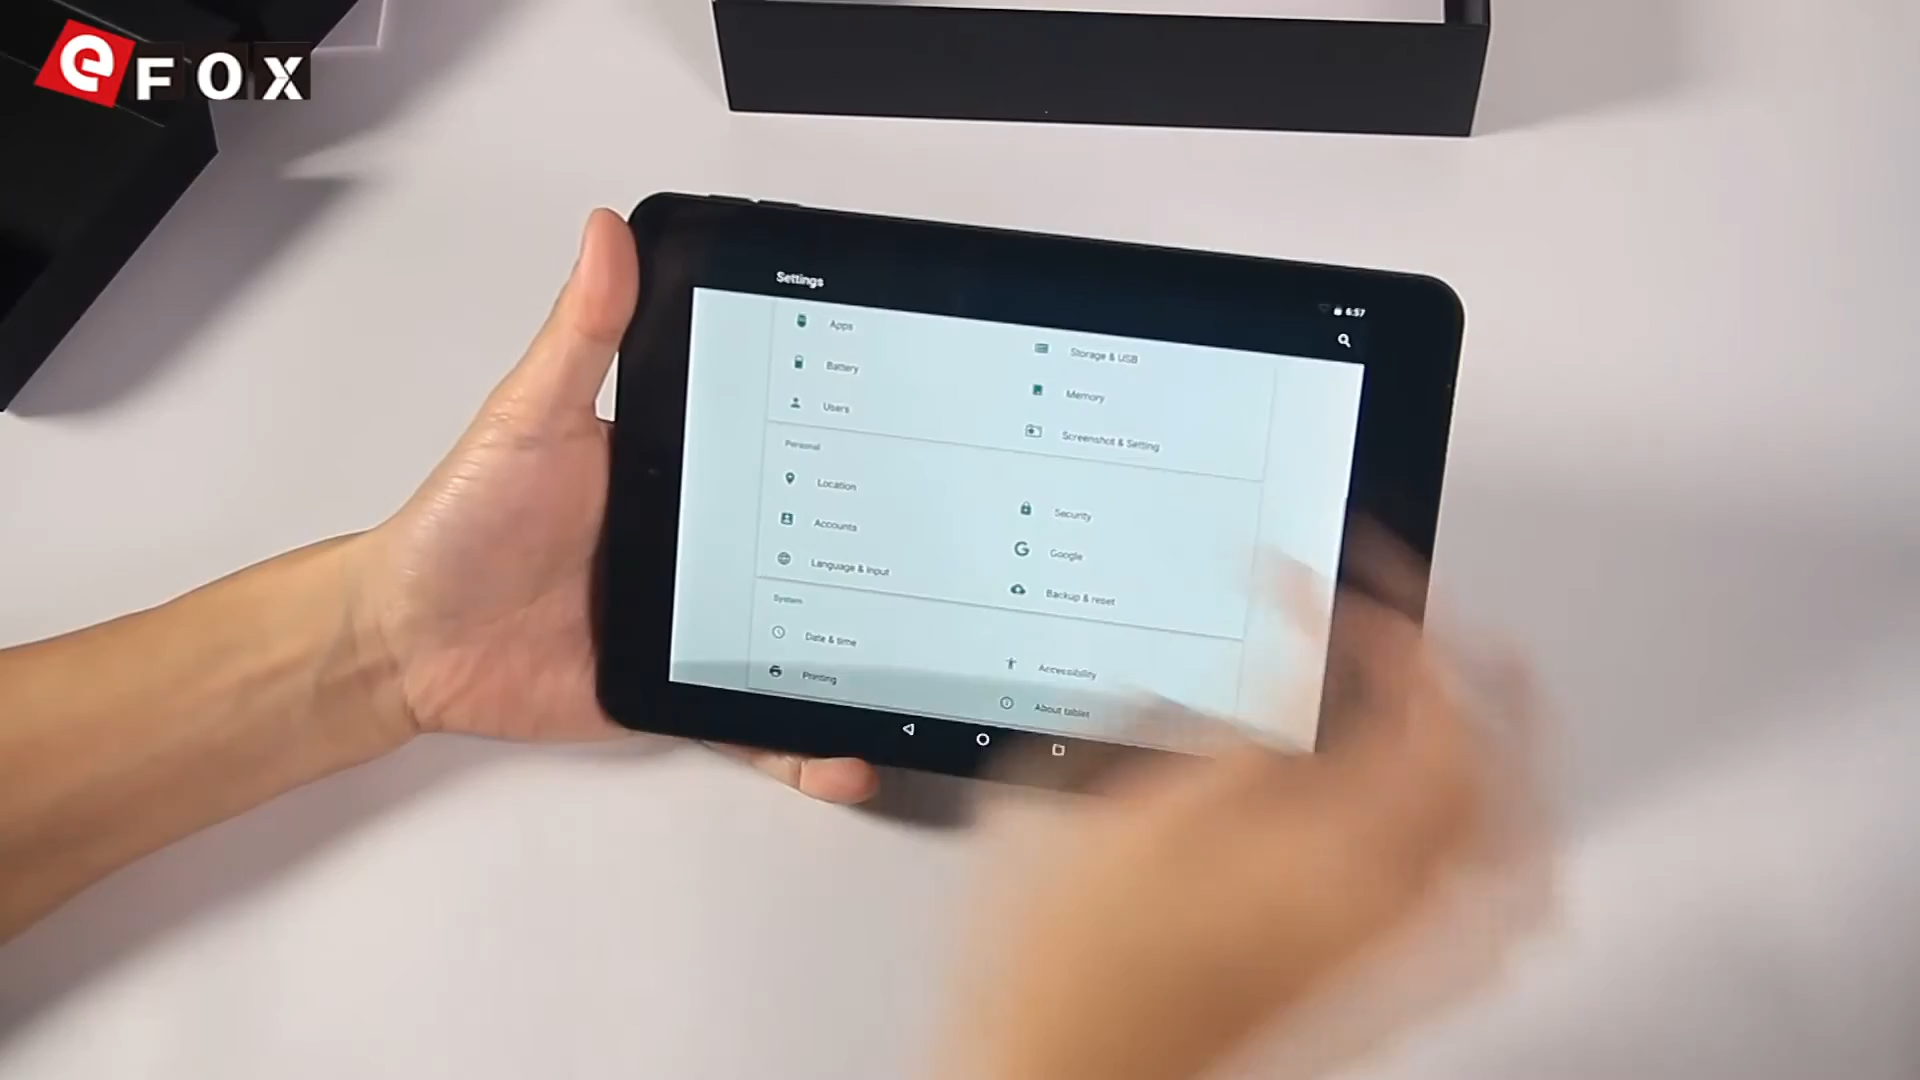 eFOX
Settings
6:57
Apps
Storage & USB
Battery
Memory
Users
Screenshot & Setting
Personal
Location
Security
Accounts
Google
Language & input
Backup & reset
System
Date & time
Accessibility
Printing
About tablet